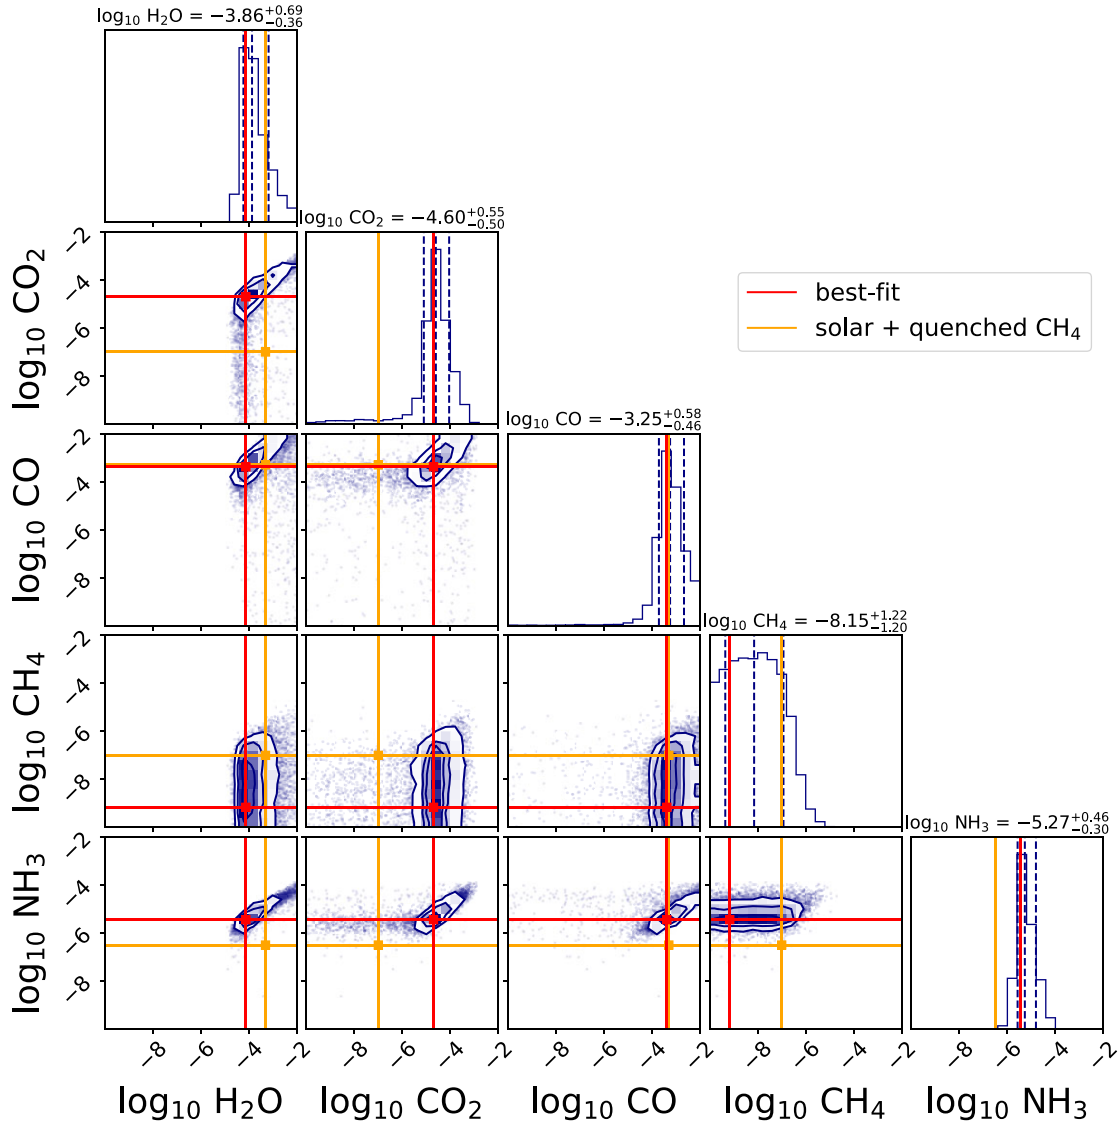 log₁₀ H₂O = −3.86 +0.69 −0.36
log₁₀ CO₂ = −4.60 +0.55 −0.50
−2
−4
−6
−8
log₁₀ CO₂
best-fit
solar + quenched CH₄
log₁₀ CO = −3.25 +0.58 −0.46
−2
−4
−6
−8
log₁₀ CO
log₁₀ CH₄ = −8.15 +1.22 −1.20
−2
−4
−6
−8
log₁₀ CH₄
log₁₀ NH₃ = −5.27 +0.46 −0.30
−2
−4
−6
−8
log₁₀ NH₃
−8 −6 −4 −2 −8 −6 −4 −2 −8 −6 −4 −2 −8 −6 −4 −2 −8 −6 −4 −2
log₁₀ H₂O log₁₀ CO₂ log₁₀ CO log₁₀ CH₄ log₁₀ NH₃